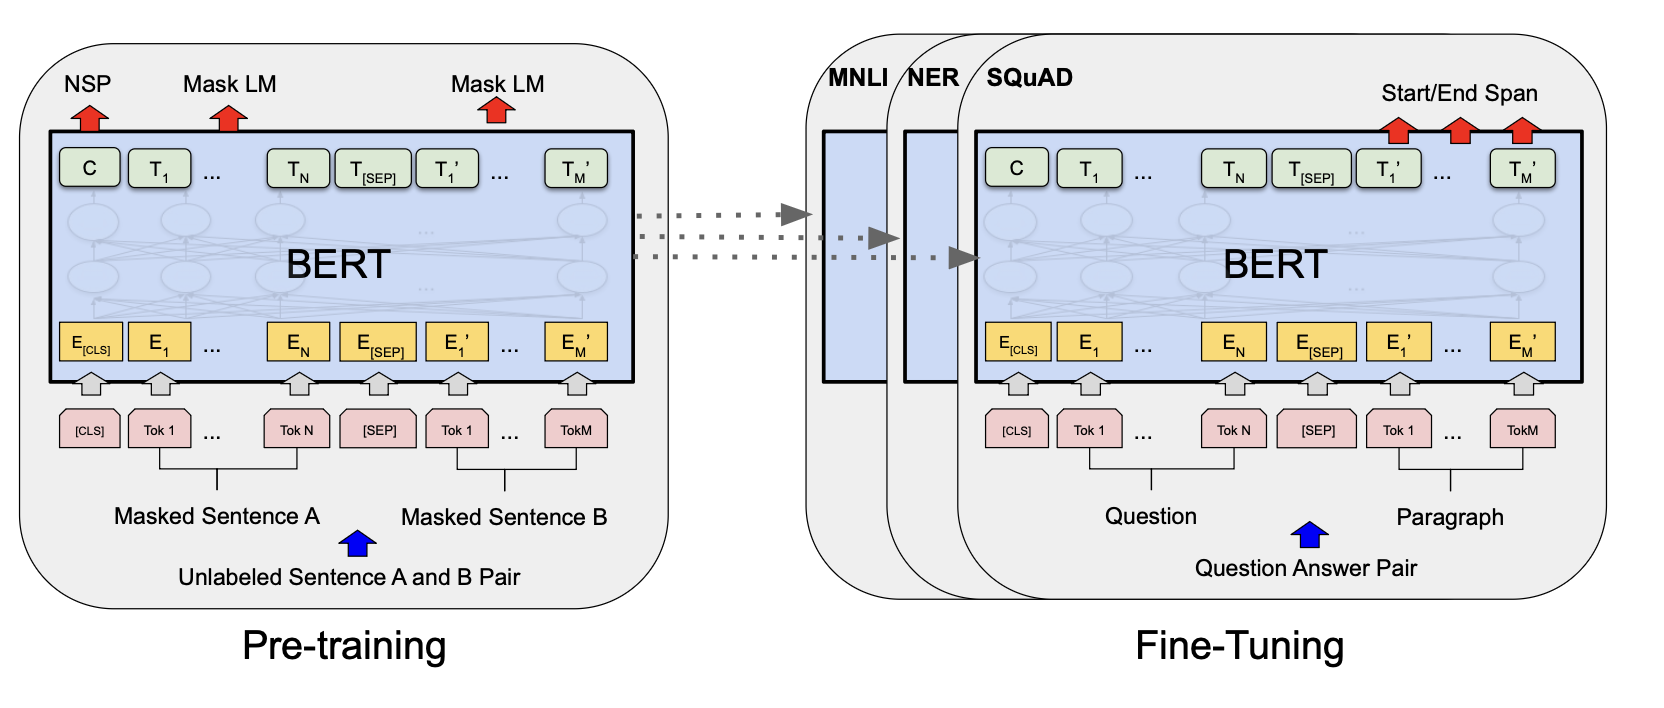 NSP Mask LM Mask LM
C T1 ... TN T[SEP] T1’ ... TM’
...
BERT
...
E[CLS] E1 ... EN E[SEP] E1’ ... EM’
[CLS] Tok 1 ... Tok N [SEP] Tok 1 ... TokM
Masked Sentence A Masked Sentence B
Unlabeled Sentence A and B Pair
Pre-training
MNLI NER SQuAD
Start/End Span
C T1 ... TN T[SEP] T1’ ... TM’
...
BERT
...
E[CLS] E1 ... EN E[SEP] E1’ ... EM’
[CLS] Tok 1 ... Tok N [SEP] Tok 1 ... TokM
Question Paragraph
Question Answer Pair
Fine-Tuning